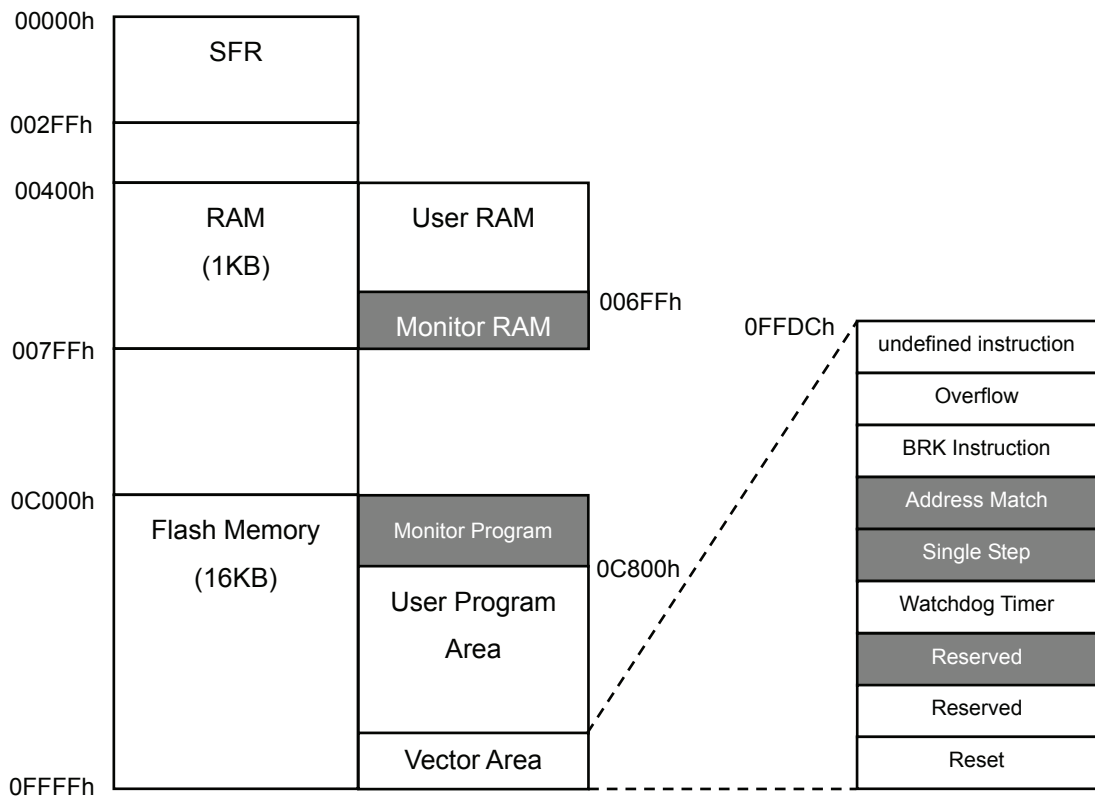 00000h
SFR
002FFh
00400h
RAM
(1KB)
User RAM
006FFh
Monitor RAM
007FFh
0C000h
Flash Memory
(16KB)
Monitor Program
0C800h
User Program
Area
Vector Area
0FFFFh
0FFDCh
undefined instruction
Overflow
BRK Instruction
Address Match
Single Step
Watchdog Timer
Reserved
Reserved
Reset